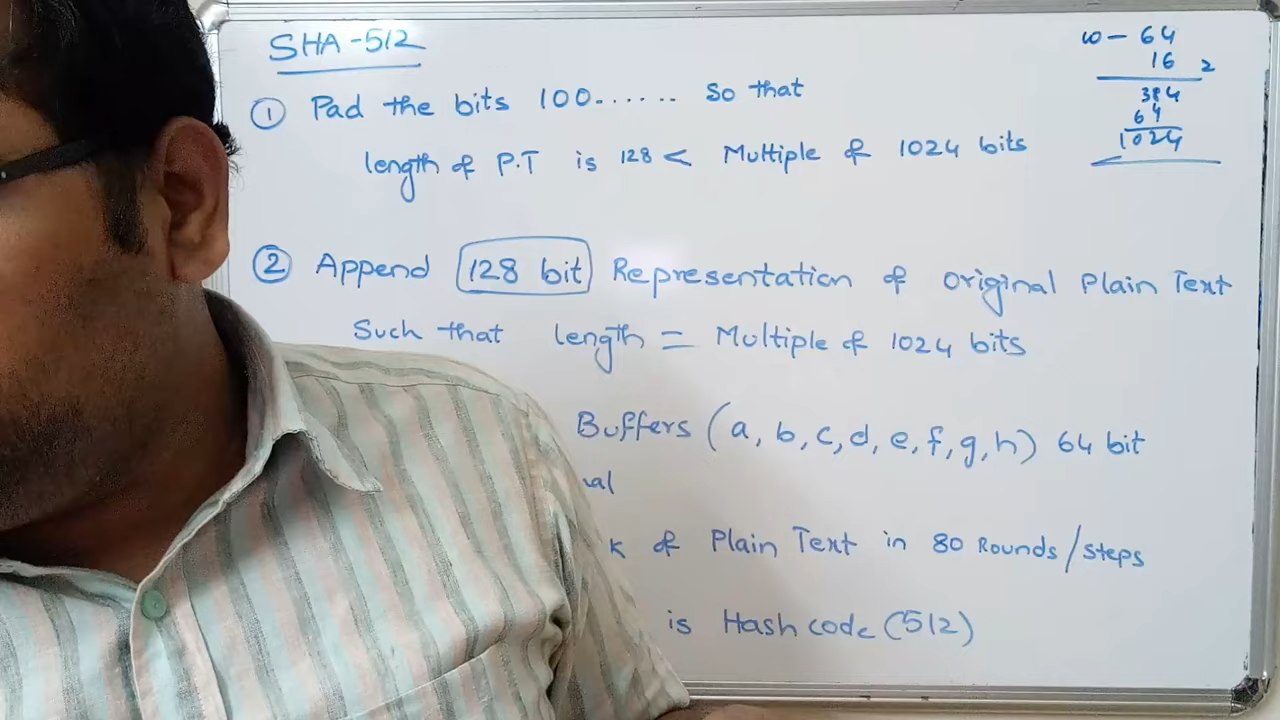 SHA-512
① Pad the bits 100....... so that
length of P.T is 128 < Multiple of 1024 bits
② Append 128 bit Representation of original Plain Text
Such that length = Multiple of 1024 bits
Buffers (a, b, c, d, e, f, g, h) 64 bit
of Plain Text in 80 Rounds/steps
is Hash code (512)
w - 64
16
384
64
1024